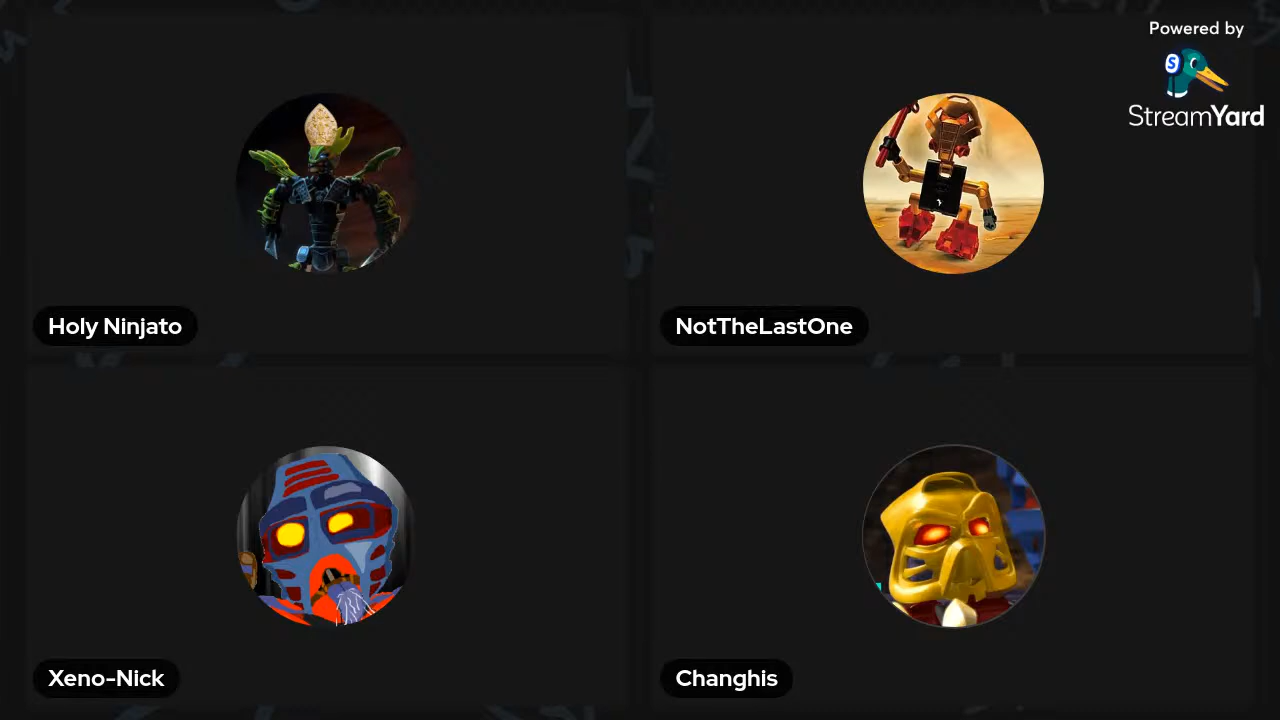 Powered by
StreamYard
Holy Ninjato
NotTheLastOne
Xeno-Nick
Changhis